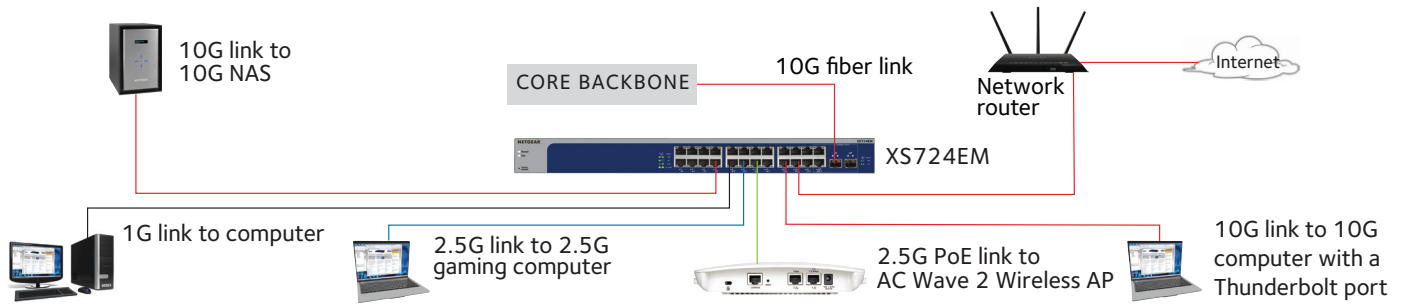 10G link to
10G NAS
CORE BACKBONE
10G fiber link
Network
router
Internet
NETGEAR
XS724EM
XS724EM
1G link to computer
2.5G link to 2.5G
gaming computer
2.5G PoE link to
AC Wave 2 Wireless AP
10G link to 10G
computer with a
Thunderbolt port